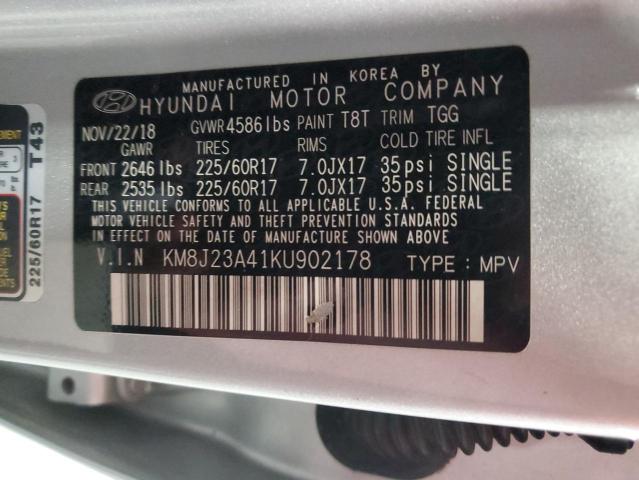 MANUFACTURED IN KOREA BY
HYUNDAI MOTOR COMPANY
NOV/22/18 GVWR 4586lbs PAINT T8T TRIM TGG
GAWR TIRES RIMS COLD TIRE INFL
FRONT 2646 lbs 225/60R17 7.0JX17 35psi SINGLE
REAR 2535 lbs 225/60R17 7.0JX17 35psi SINGLE
THIS VEHICLE CONFORMS TO ALL APPLICABLE U.S.A. FEDERAL
MOTOR VEHICLE SAFETY AND THEFT PREVENTION STANDARDS
IN EFFECT ON THE DATE OF MANUFACTURE SHOWN ABOVE
V.I.N KM8J23A41KU902178 TYPE : MPV
225/60R17 T43